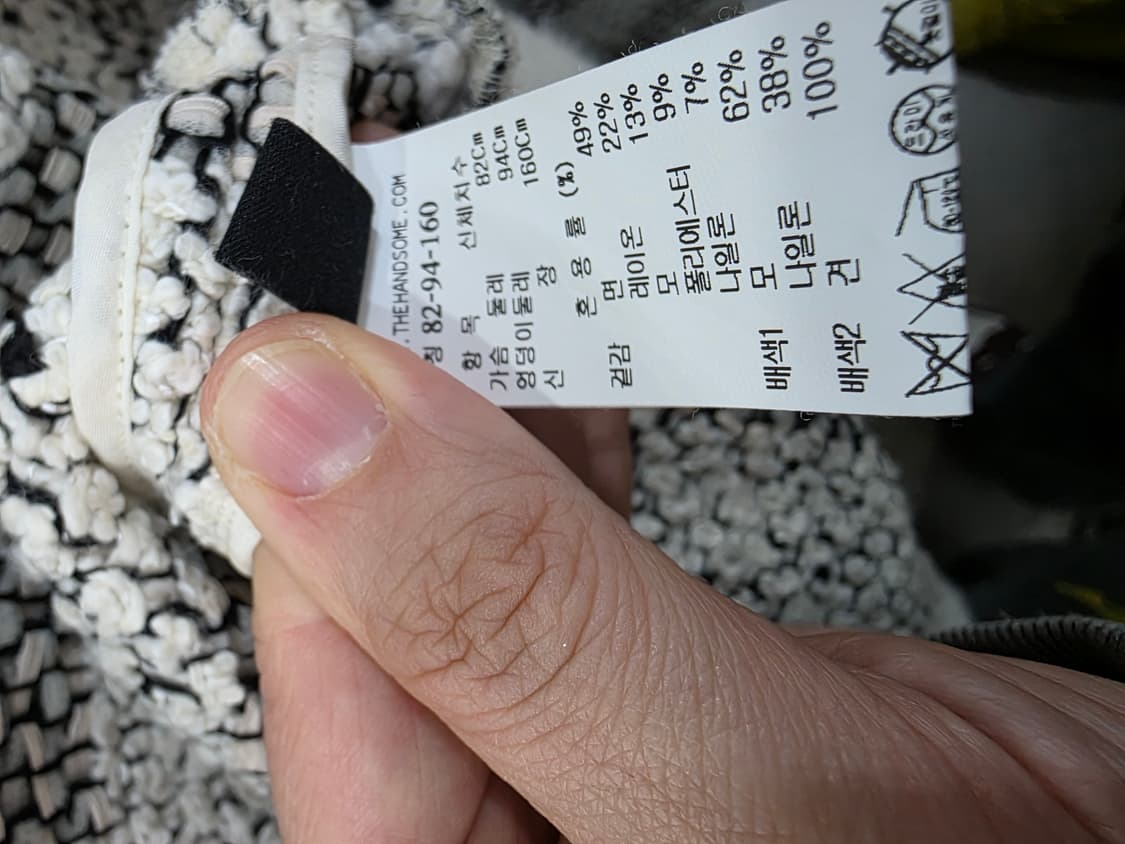 .THEHANDSOME.COM
칭 82-94-160
항 목 신체치수
가슴 둘레 82Cm
엉덩이둘레 94Cm
신 장 160Cm
혼 용 률 (%)
겉감 면 49%
레이온 22%
모 13%
폴리에스터 9%
나일론 7%
배색1 모 62%
나일론 38%
배색2 견 100%
드라이